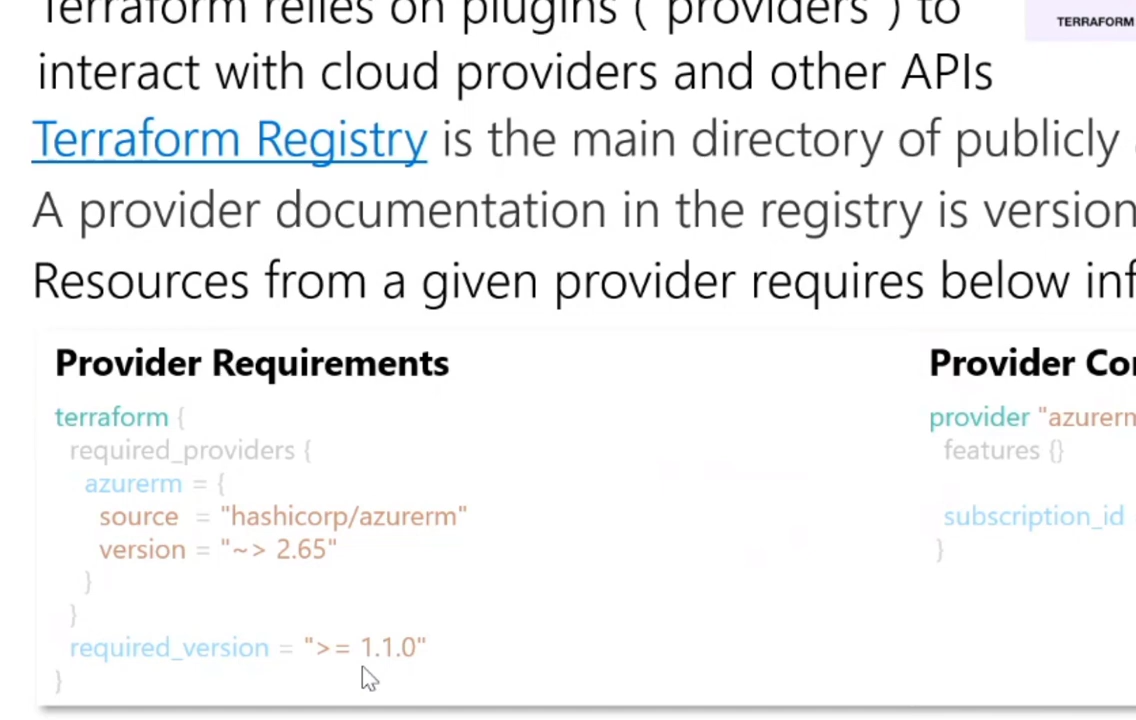 Terraform relies on plugins ("providers") to
TERRAFORM
interact with cloud providers and other APIs
Terraform Registry is the main directory of publicly
A provider documentation in the registry is version
Resources from a given provider requires below inf
Provider Requirements
terraform {
required_providers {
azurerm = {
source = "hashicorp/azurerm"
version = "~> 2.65"
}
}
required_version = ">= 1.1.0"
}
Provider Co
provider "azurerm
features {}
subscription_id
}